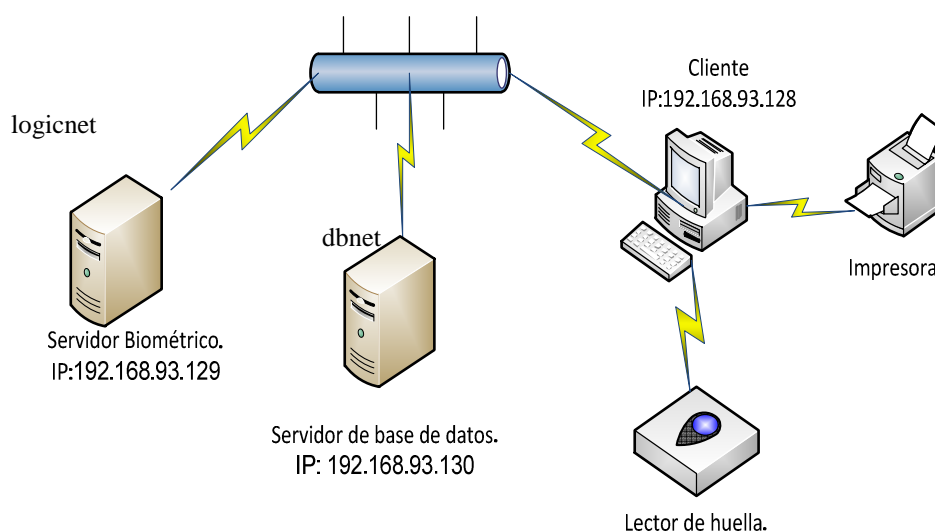 Cliente
IP:192.168.93.128
logicnet
dbnet
Impresora
Servidor Biométrico.
IP:192.168.93.129
Servidor de base de datos.
IP: 192.168.93.130
Lector de huella.